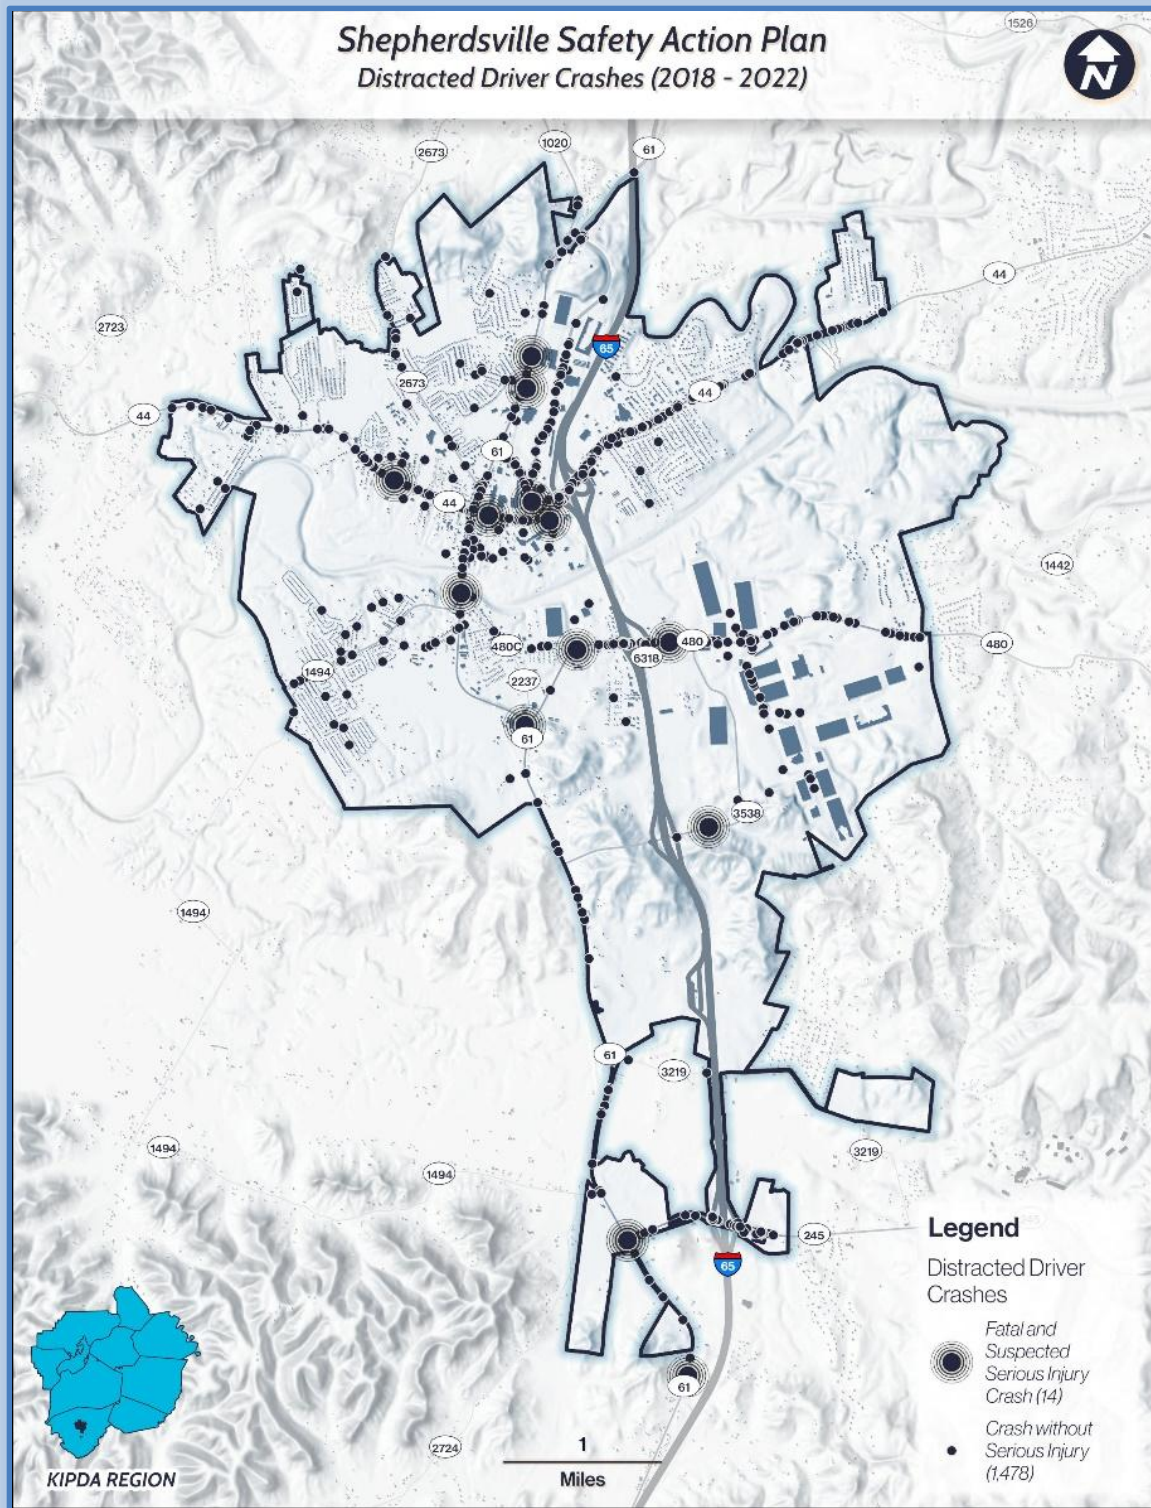 Shepherdsville Safety Action Plan
Distracted Driver Crashes (2018 - 2022)
N
1526
2673
1020
61
44
2723
65
2673
44
44
61
44
1442
480C
6318
480
480
1494
2237
61
3538
1494
61
3219
1494
1494
3219
245
65
61
2724
1
Miles
KIPDA REGION
Legend
Distracted Driver
Crashes
Fatal and
Suspected
Serious Injury
Crash (14)
Crash without
Serious Injury
(1,478)